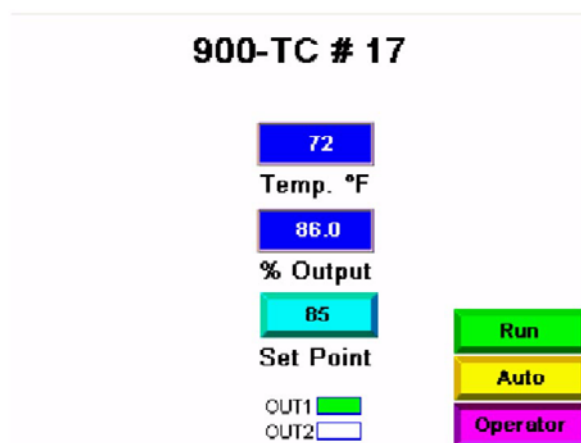 900-TC # 17
72
Temp. °F
86.0
% Output
85
Set Point
Run
Auto
Operator
OUT1
OUT2